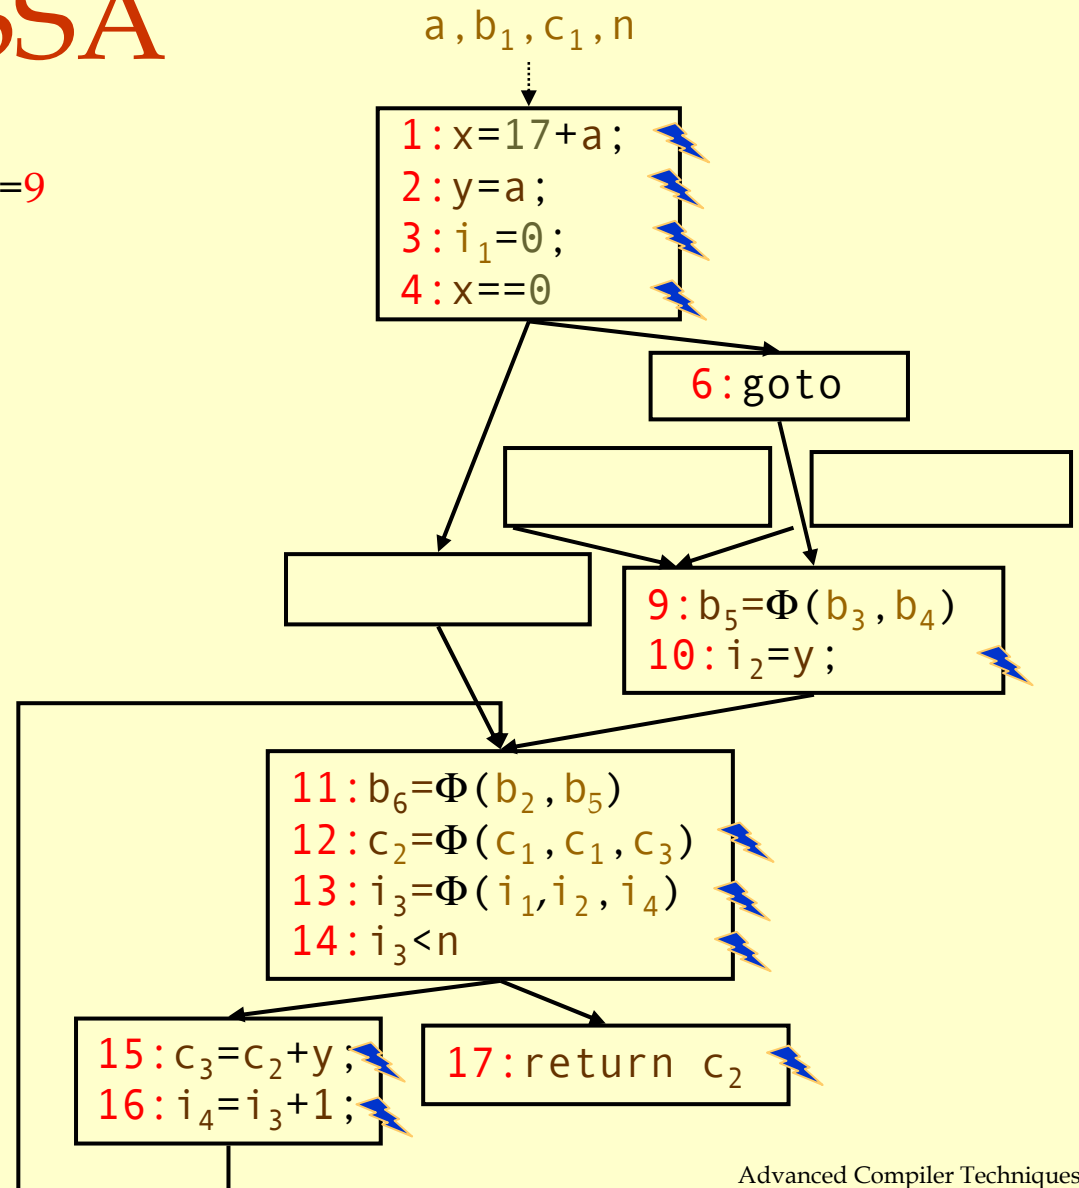 SSA
a,b₁,c₁,n
=9
1:x=17+a;
2:y=a;
3:i₁=0;
4:x==0
6:goto
9:b₅=Φ(b₃,b₄)
10:i₂=y;
11:b₆=Φ(b₂,b₅)
12:c₂=Φ(c₁,c₁,c₃)
13:i₃=Φ(i₁,i₂,i₄)
14:i₃<n
15:c₃=c₂+y;
16:i₄=i₃+1;
17:return c₂
Advanced Compiler Techniques